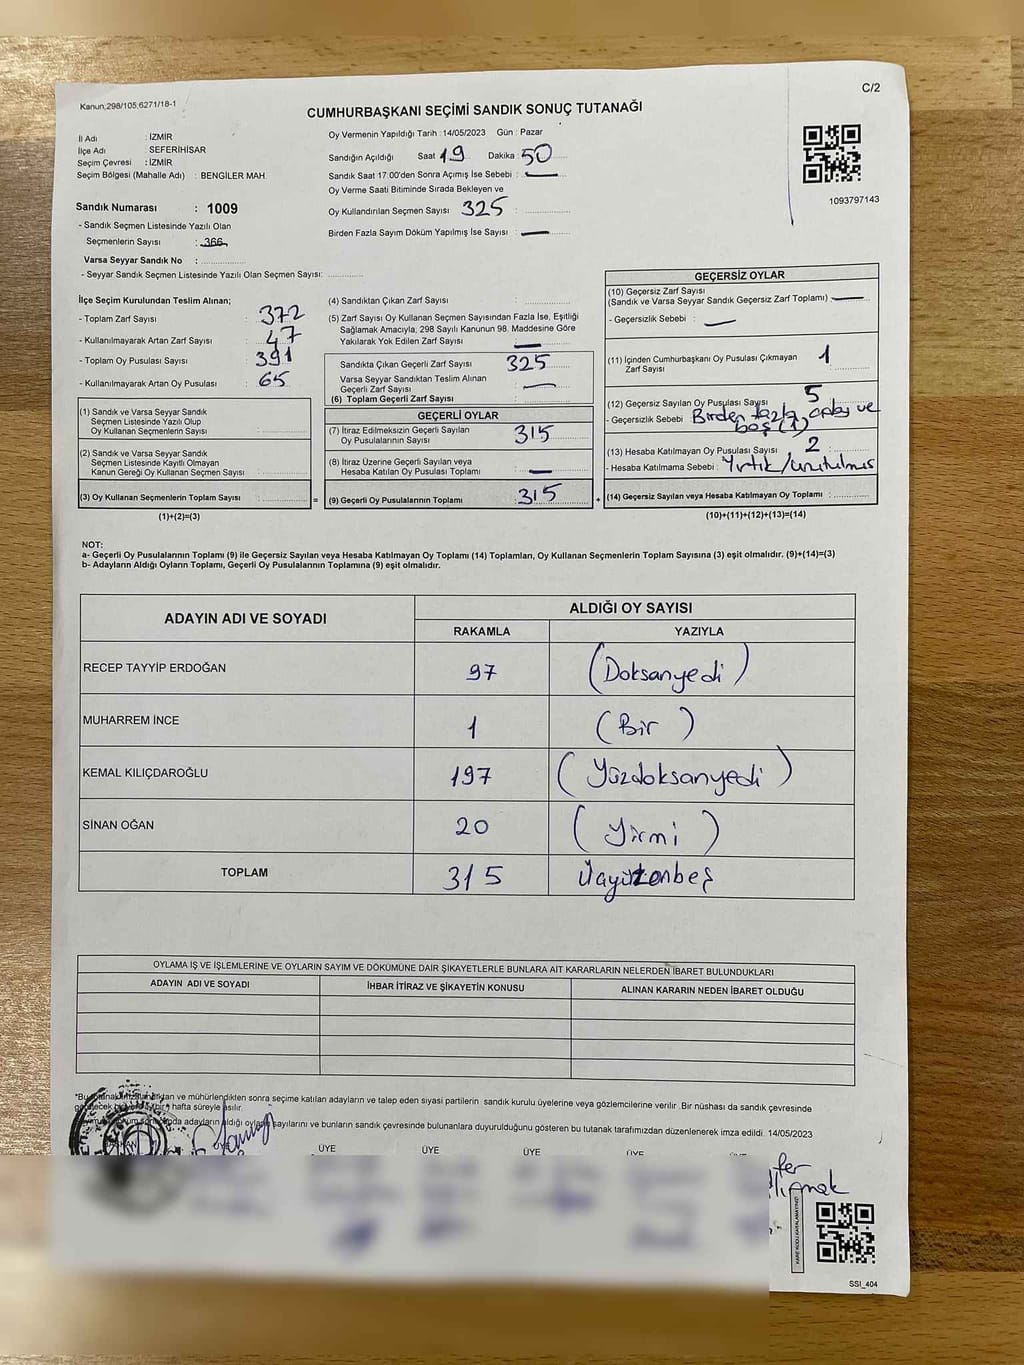 Kanun;298/105;6271/18-1
C/2
CUMHURBAŞKANI SEÇİMİ SANDIK SONUÇ TUTANAĞI
İl Adı : İZMİR
İlçe Adı : SEFERİHİSAR
Seçim Çevresi : İZMİR
Seçim Bölgesi (Mahalle Adı) : BENGİLER MAH.
Sandık Numarası : 1009
- Sandık Seçmen Listesinde Yazılı Olan
Seçmenlerin Sayısı : 366
Varsa Seyyar Sandık No :
- Seyyar Sandık Seçmen Listesinde Yazılı Olan Seçmen Sayısı:
Oy Vermenin Yapıldığı Tarih :14/05/2023 Gün : Pazar
Sandığın Açıldığı Saat 19 Dakika 50
Sandık Saat 17:00'den Sonra Açımış İse Sebebi : —
Oy Verme Saati Bitiminde Sırada Bekleyen ve
Oy Kullandırılan Seçmen Sayısı 325
Birden Fazla Sayım Döküm Yapılmış İse Sayısı : —
1093797143
İlçe Seçim Kurulundan Teslim Alınan;
- Toplam Zarf Sayısı : 372
- Kullanılmayarak Artan Zarf Sayısı : 47
- Toplam Oy Pusulası Sayısı : 391
- Kullanılmayarak Artan Oy Pusulası : 65
(1) Sandık ve Varsa Seyyar Sandık
Seçmen Listesinde Yazılı Olup
Oy Kullanan Seçmenlerin Sayısı :
(2) Sandık ve Varsa Seyyar Sandık
Seçmen Listesinde Kayıtlı Olmayan
Kanun Gereği Oy Kullanan Seçmen Sayısı :
(3) Oy Kullanan Seçmenlerin Toplam Sayısı :
(1)+(2)=(3)
(4) Sandıktan Çıkan Zarf Sayısı :
(5) Zarf Sayısı Oy Kullanan Seçmen Sayısından Fazla İse, Eşitliği
Sağlamak Amacıyla, 298 Sayılı Kanunun 98. Maddesine Göre
Yakılarak Yok Edilen Zarf Sayısı : —
Sandıkta Çıkan Geçerli Zarf Sayısı : 325
Varsa Seyyar Sandıktan Teslim Alınan
Geçerli Zarf Sayısı : —
(6) Toplam Geçerli Zarf Sayısı :
GEÇERLİ OYLAR
(7) İtiraz Edilmeksizin Geçerli Sayılan
Oy Pusulalarının Sayısı : 315
(8) İtiraz Üzerine Geçerli Sayılan veya
Hesaba Katılan Oy Pusulası Toplamı : —
= (9) Geçerli Oy Pusulalarının Toplamı : 315 +
GEÇERSİZ OYLAR
(10) Geçersiz Zarf Sayısı
(Sandık ve Varsa Seyyar Sandık Geçersiz Zarf Toplamı) : —
- Geçersizlik Sebebi : —
(11) İçinden Cumhurbaşkanı Oy Pusulası Çıkmayan
Zarf Sayısı : 1
(12) Geçersiz Sayılan Oy Pusulası Sayısı : 5
- Geçersizlik Sebebi : Birden fazla ve
boş (1)
(13) Hesaba Katılmayan Oy Pusulası Sayısı : 2
- Hesaba Katılmama Sebebi : Yırtık/unutulmuş
(14) Geçersiz Sayılan veya Hesaba Katılmayan Oy Toplamı :
(10)+(11)+(12)+(13)=(14)
NOT:
a- Geçerli Oy Pusulalarının Toplamı (9) ile Geçersiz Sayılan veya Hesaba Katılmayan Oy Toplamı (14) Toplamları, Oy Kullanan Seçmenlerin Toplam Sayısına (3) eşit olmalıdır. (9)+(14)=(3)
b- Adayların Aldığı Oyların Toplamı, Geçerli Oy Pusulalarının Toplamına (9) eşit olmalıdır.
ADAYIN ADI VE SOYADI ALDIĞI OY SAYISI
RAKAMLA YAZIYLA
RECEP TAYYİP ERDOĞAN 97 (Doksanyedi)
MUHARREM İNCE 1 (Bir)
KEMAL KILIÇDAROĞLU 197 (Yüzdoksanyedi)
SİNAN OĞAN 20 (Yirmi)
TOPLAM 315 Üçyüzonbeş
OYLAMA İŞ VE İŞLEMLERİNE VE OYLARIN SAYIM VE DÖKÜMÜNE DAİR ŞİKAYETLERLE BUNLARA AİT KARARLARIN NELERDEN İBARET BULUNDUKLARI
ADAYIN ADI VE SOYADI İHBAR İTİRAZ VE ŞİKAYETİN KONUSU ALINAN KARARIN NEDEN İBARET OLDUĞU
ve mühürlendikten sonra seçime katılan adayların ve talep eden siyasi partilerin sandık kurulu üyelerine veya gözlemcilerine verilir .Bir nüshası da sandık çevresinde
hafta süreyle asılır.
adayların aldığı oyların sayılarını ve bunların sandık çevresinde bulunanlara duyurulduğunu gösteren bu tutanak tarafımızdan düzenlenerek imza edildi. 14/05/2023
ÜYE ÜYE ÜYE ÜYE
SSİ_404